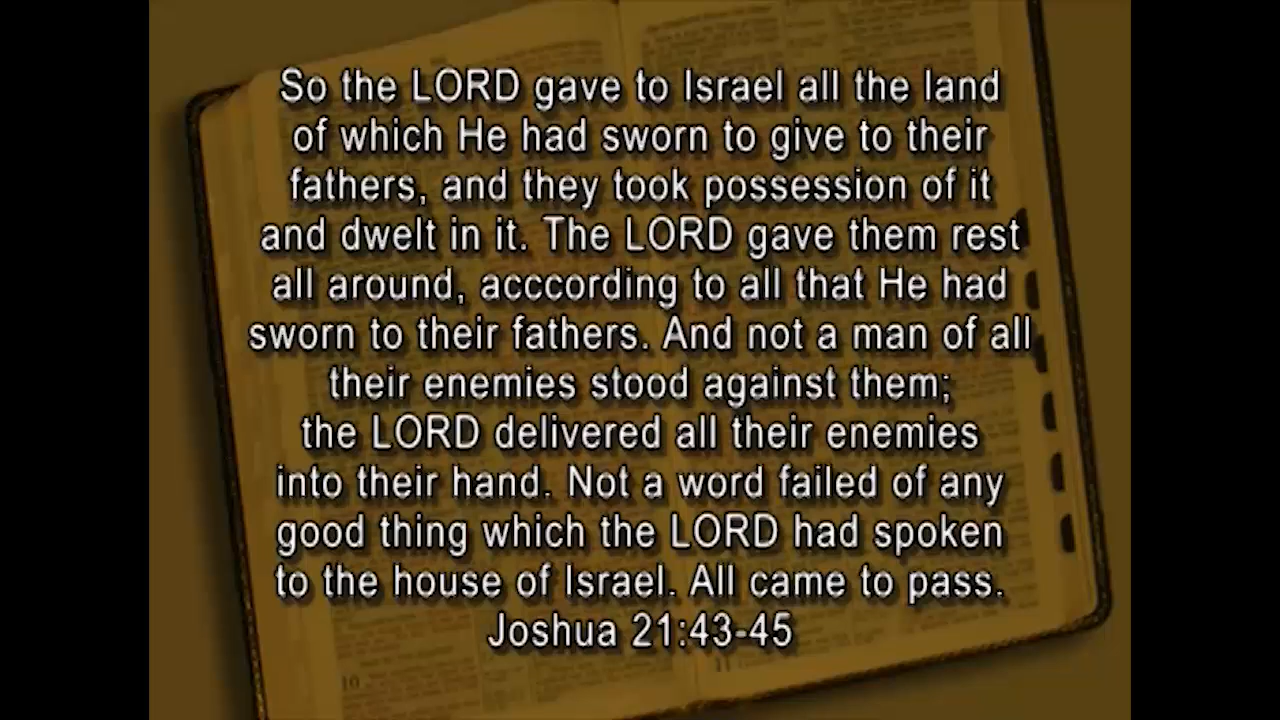 So the LORD gave to Israel all the land
of which He had sworn to give to their
fathers, and they took possession of it
and dwelt in it. The LORD gave them rest
all around, acccording to all that He had
sworn to their fathers. And not a man of all
their enemies stood against them;
the LORD delivered all their enemies
into their hand. Not a word failed of any
good thing which the LORD had spoken
to the house of Israel. All came to pass.
Joshua 21:43-45
10
11